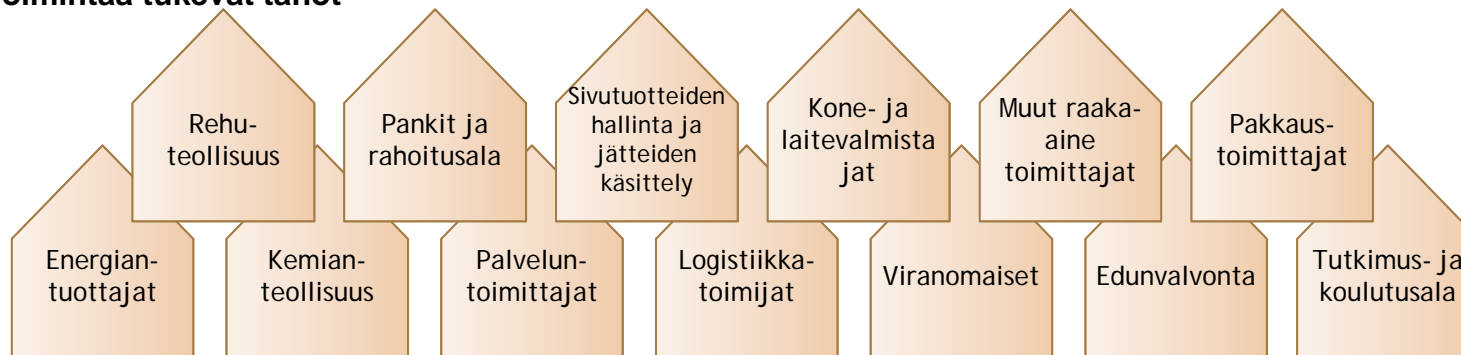 toimintaa tukevat tahot
Rehu-
teollisuus
Pankit ja
rahoitusala
Sivutuotteiden
hallinta ja
jätteiden
käsittely
Kone- ja
laitevalmista
jat
Muut raaka-
aine
toimittajat
Pakkaus-
toimittajat
Energian-
tuottajat
Kemian-
teollisuus
Palvelun-
toimittajat
Logistiikka-
toimijat
Viranomaiset
Edunvalvonta
Tutkimus- ja
koulutusala